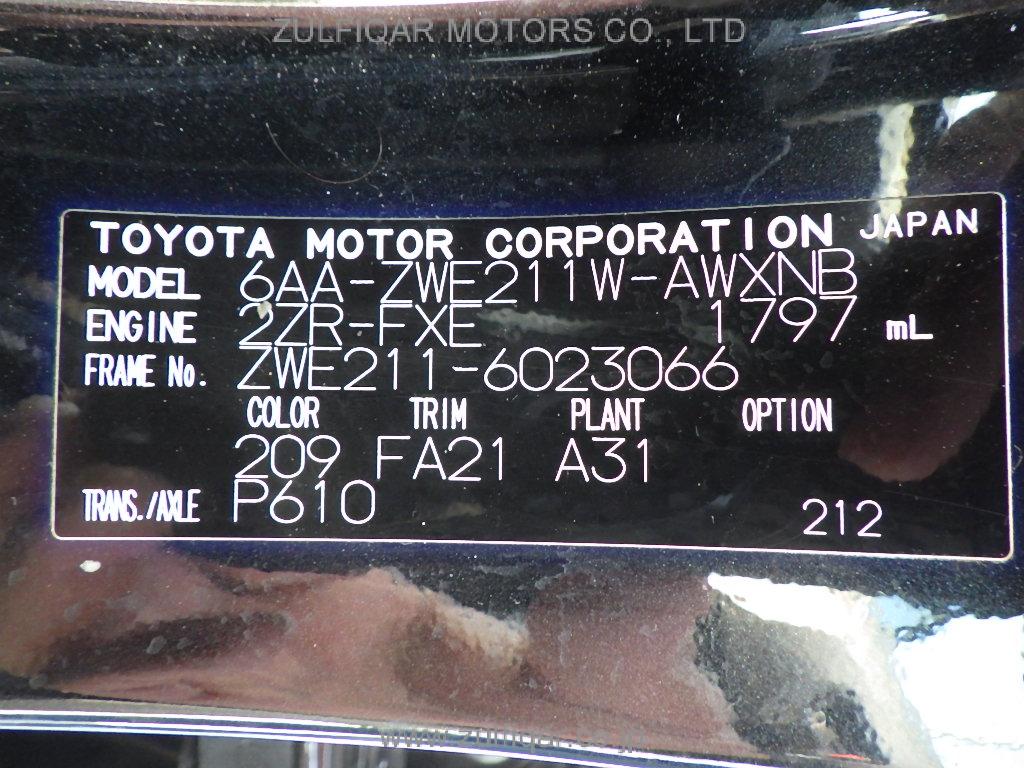 ZULFIQAR MOTORS CO., LTD
TOYOTA MOTOR CORPORATION JAPAN
MODEL 6AA-ZWE211W-AWXNB
ENGINE 2ZR-FXE 1797 mL
FRAME No. ZWE211-6023066
COLOR TRIM PLANT OPTION
209 FA21 A31
TRANS./AXLE P610 212